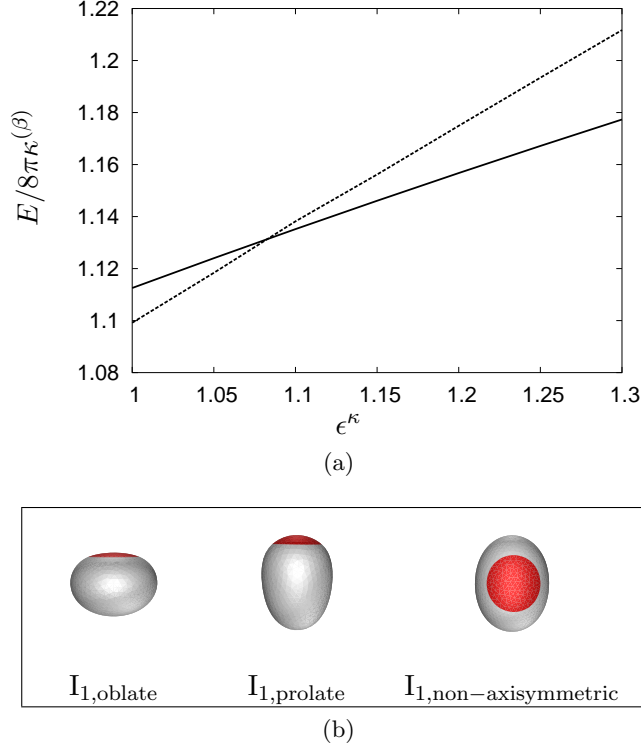 1.22
1.2
1.18
1.16
1.14
1.12
1.1
1.08
E/8πκ^(β)
1 1.05 1.1 1.15 1.2 1.25 1.3
ϵ^κ
(a)
I_1,oblate I_1,prolate I_1,non−axisymmetric
(b)